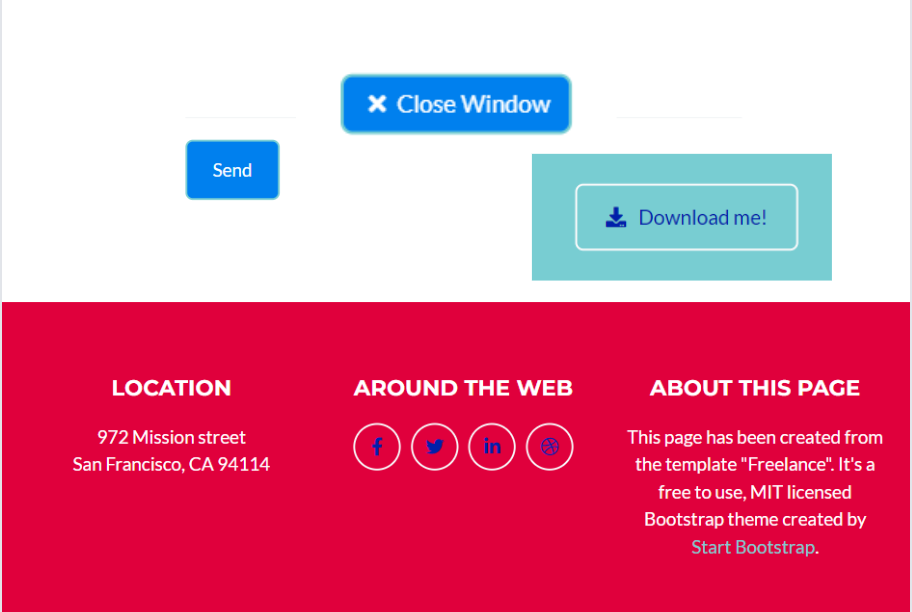 Close Window
Send
Download me!
LOCATION
972 Mission street
San Francisco, CA 94114
AROUND THE WEB
ABOUT THIS PAGE
This page has been created from
the template "Freelance". It's a
free to use, MIT licensed
Bootstrap theme created by
Start Bootstrap.